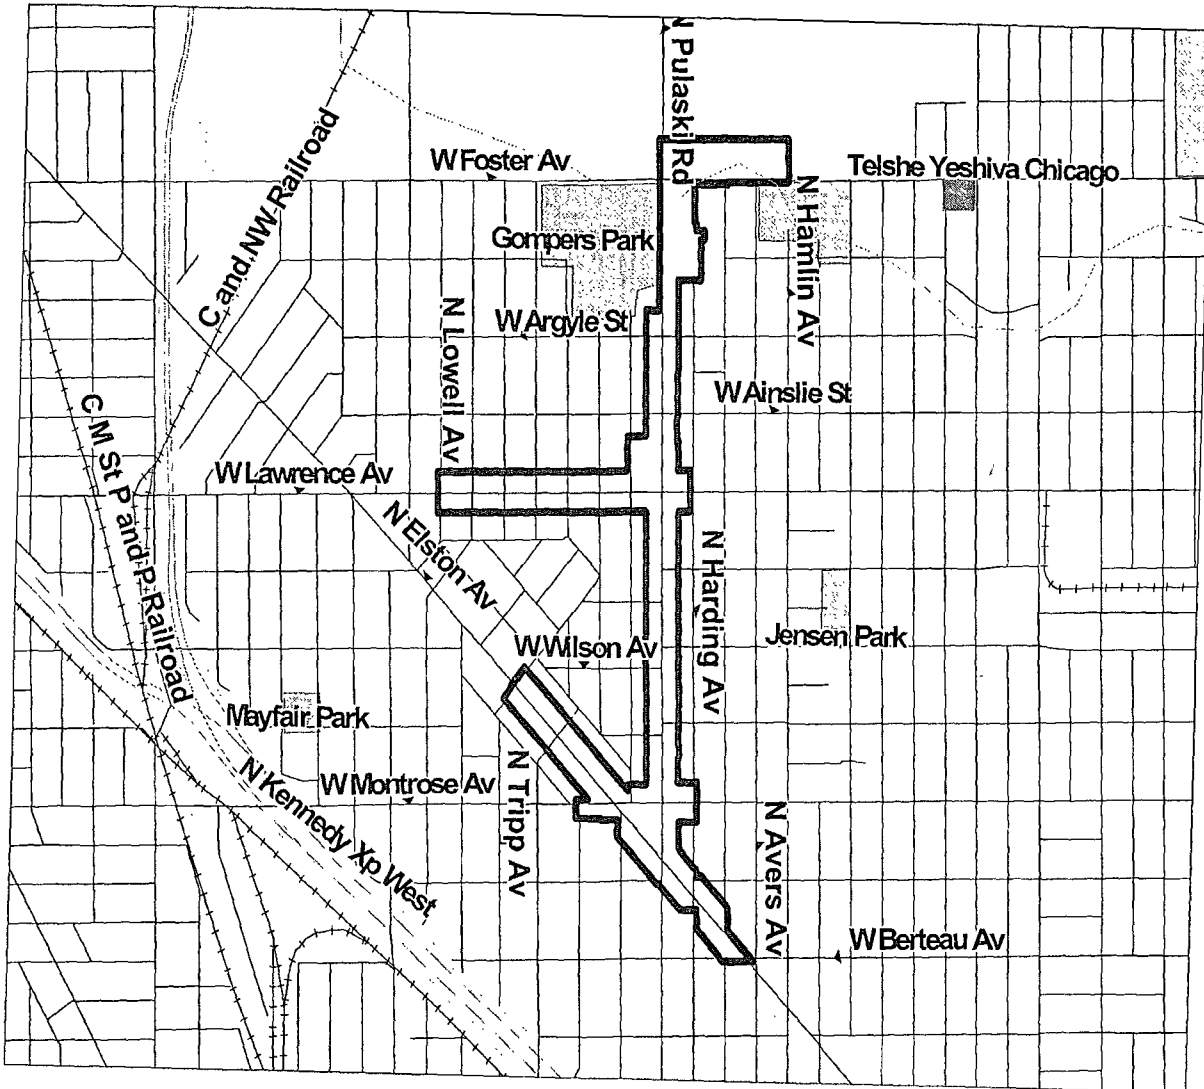 N Pulaski Rd
W Foster Av
Telshe Yeshiva Chicago
C and NW Railroad
Gompers Park
N Hamlin Av
W Argyle St
N Lowell Av
W Ainslie St
C M St P and P Railroad
W Lawrence Av
N Elston Av
N Harding Av
W Wilson Av
Jensen Park
Mayfair Park
N Kennedy Xp West
W Montrose Av
N Tripp Av
N Avers Av
W Berteau Av